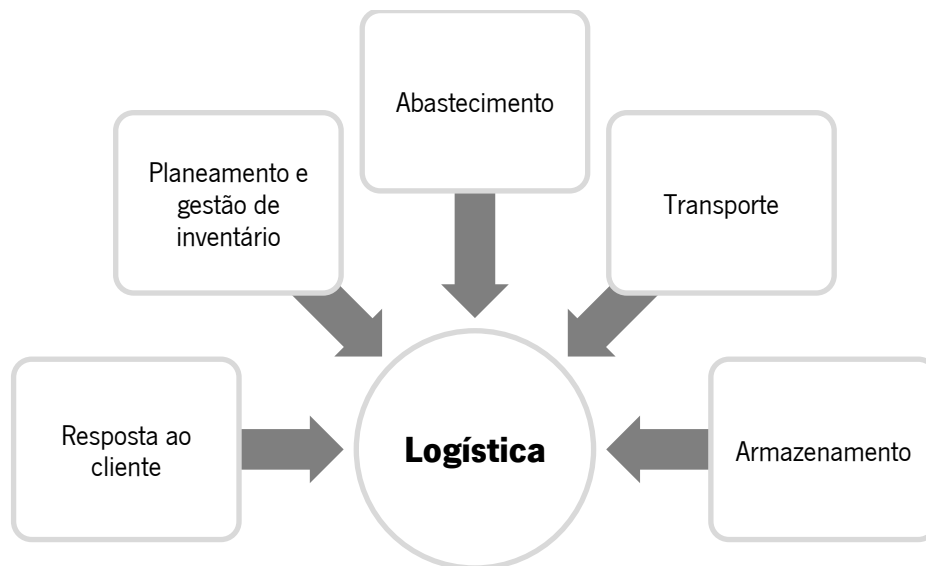 Abastecimento
Planeamento e
gestão de
inventário
Transporte
Resposta ao
cliente
Logística
Armazenamento